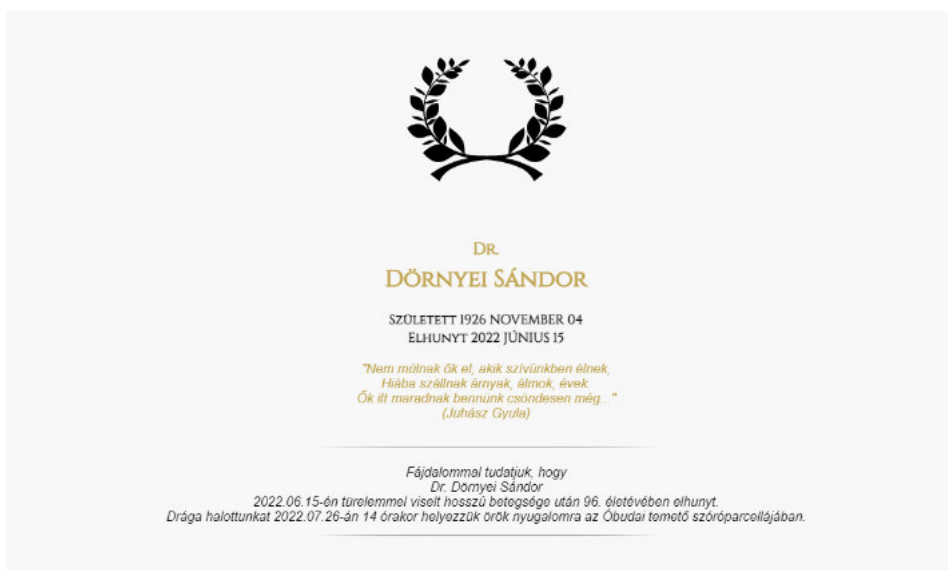 Dr.
Dörnyei Sándor
Született 1926 november 04
Elhunyt 2022 június 15
"Nem múlnak ők el, akik szívünkben élnek,
Hiába szállnak árnyak, álmok, évek.
Ők itt maradnak bennünk csöndesen még..."
(Juhász Gyula)
Fájdalommal tudatjuk, hogy
Dr. Dörnyei Sándor
2022.06.15-én türelemmel viselt hosszú betegsége után 96. életévében elhunyt.
Drága halottunkat 2022.07.26-án 14 órakor helyezzük örök nyugalomra az Óbudai temető szóróparcellájában.